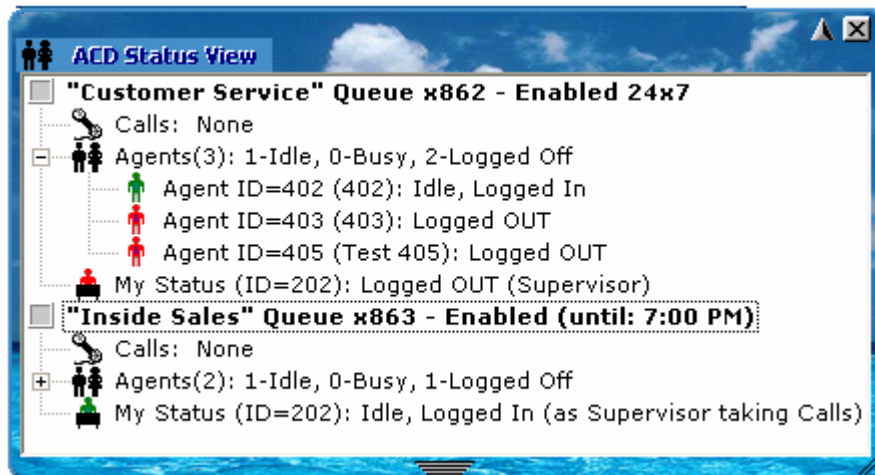 ACD Status View
"Customer Service" Queue x862 - Enabled 24x7
Calls: None
Agents(3): 1-Idle, 0-Busy, 2-Logged Off
Agent ID=402 (402): Idle, Logged In
Agent ID=403 (403): Logged OUT
Agent ID=405 (Test 405): Logged OUT
My Status (ID=202): Logged OUT (Supervisor)
"Inside Sales" Queue x863 - Enabled (until: 7:00 PM)
Calls: None
Agents(2): 1-Idle, 0-Busy, 1-Logged Off
My Status (ID=202): Idle, Logged In (as Supervisor taking Calls)